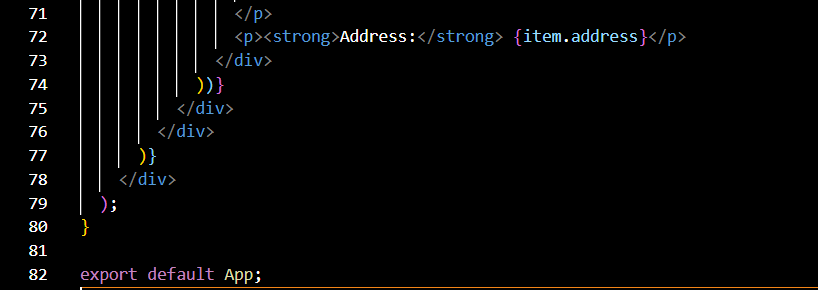 71 </p>
72 <p><strong>Address:</strong> {item.address}</p>
73 </div>
74 ))}
75 </div>
76 </div>
77 )}
78 </div>
79 );
80 }
81
82 export default App;